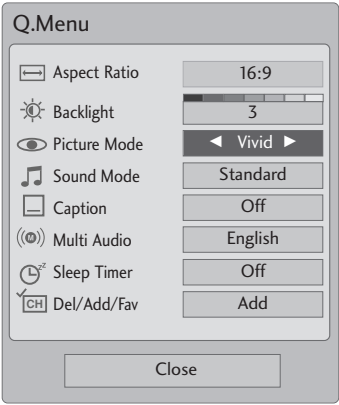 Q.Menu
Aspect Ratio 16:9
Backlight 3
Picture Mode ◄ Vivid ►
Sound Mode Standard
Caption Off
Multi Audio English
Sleep Timer Off
CH Del/Add/Fav Add
Close